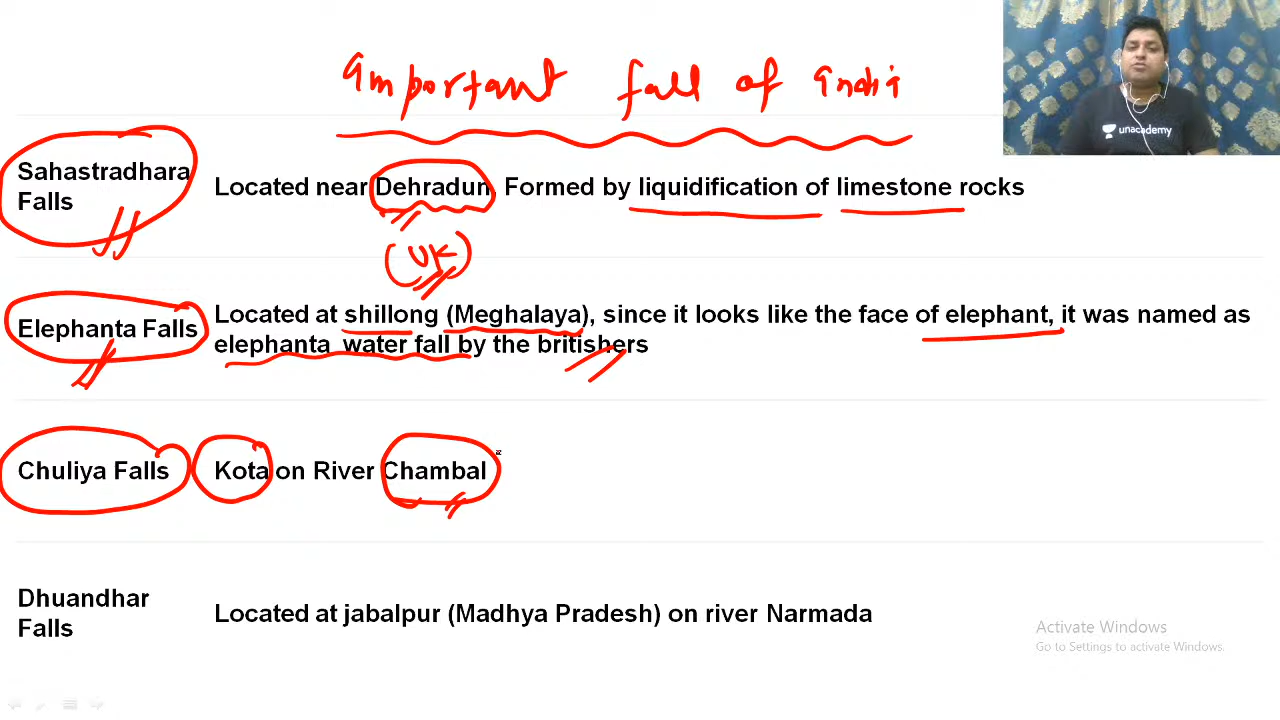 Important fall of India
unacademy
Sahastradhara
Falls
Located near Dehradun. Formed by liquidification of limestone rocks
(UK)
Elephanta Falls
Located at shillong (Meghalaya), since it looks like the face of elephant, it was named as
elephanta water fall by the britishers
Chuliya Falls
Kota on River Chambal
Dhuandhar
Falls
Located at jabalpur (Madhya Pradesh) on river Narmada
Activate Windows
Go to Settings to activate Windows.